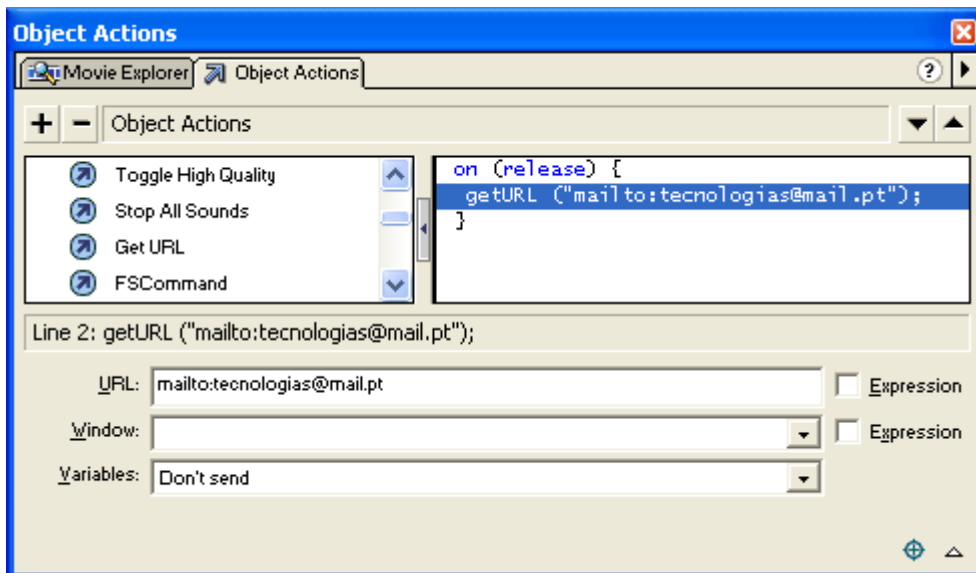 Object Actions
Movie Explorer Object Actions ?
+ − Object Actions
Toggle High Quality
Stop All Sounds
Get URL
FSCommand
on (release) {
getURL ("mailto:tecnologias@mail.pt");
}
Line 2: getURL ("mailto:tecnologias@mail.pt");
URL: mailto:tecnologias@mail.pt Expression
Window: Expression
Variables: Don't send